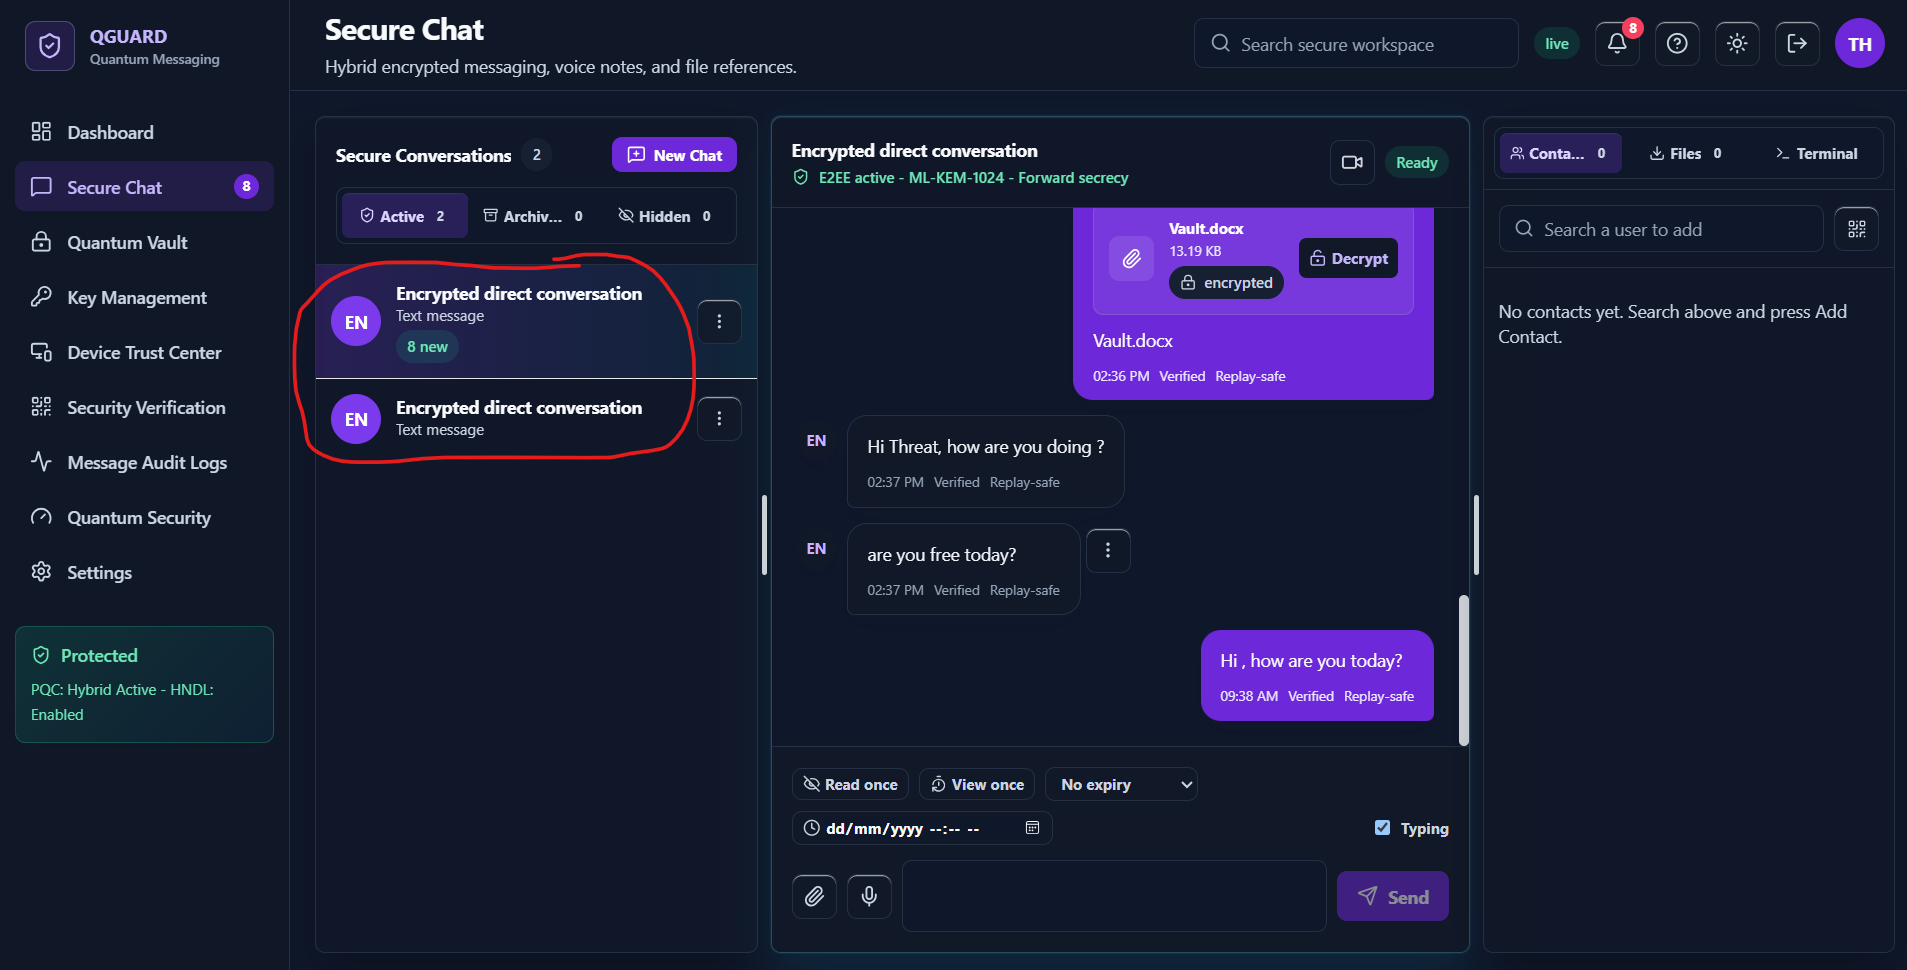 QGUARD
Quantum Messaging
Dashboard
Secure Chat
8
Quantum Vault
Key Management
Device Trust Center
Security Verification
Message Audit Logs
Quantum Security
Settings
Protected
PQC: Hybrid Active - HNDL:
Enabled
Secure Chat
Hybrid encrypted messaging, voice notes, and file references.
Search secure workspace
live
8
TH
Secure Conversations 2
New Chat
Active 2
Archiv... 0
Hidden 0
EN
Encrypted direct conversation
Text message
8 new
EN
Encrypted direct conversation
Text message
Encrypted direct conversation
E2EE active - ML-KEM-1024 - Forward secrecy
Ready
Vault.docx
13.19 KB
encrypted
Decrypt
Vault.docx
02:36 PM Verified Replay-safe
EN
Hi Threat, how are you doing ?
02:37 PM Verified Replay-safe
EN
are you free today?
02:37 PM Verified Replay-safe
Hi , how are you today?
09:38 AM Verified Replay-safe
Read once
View once
No expiry
dd/mm/yyyy --:-- --
Typing
Send
Conta... 0
Files 0
Terminal
Search a user to add
No contacts yet. Search above and press Add
Contact.